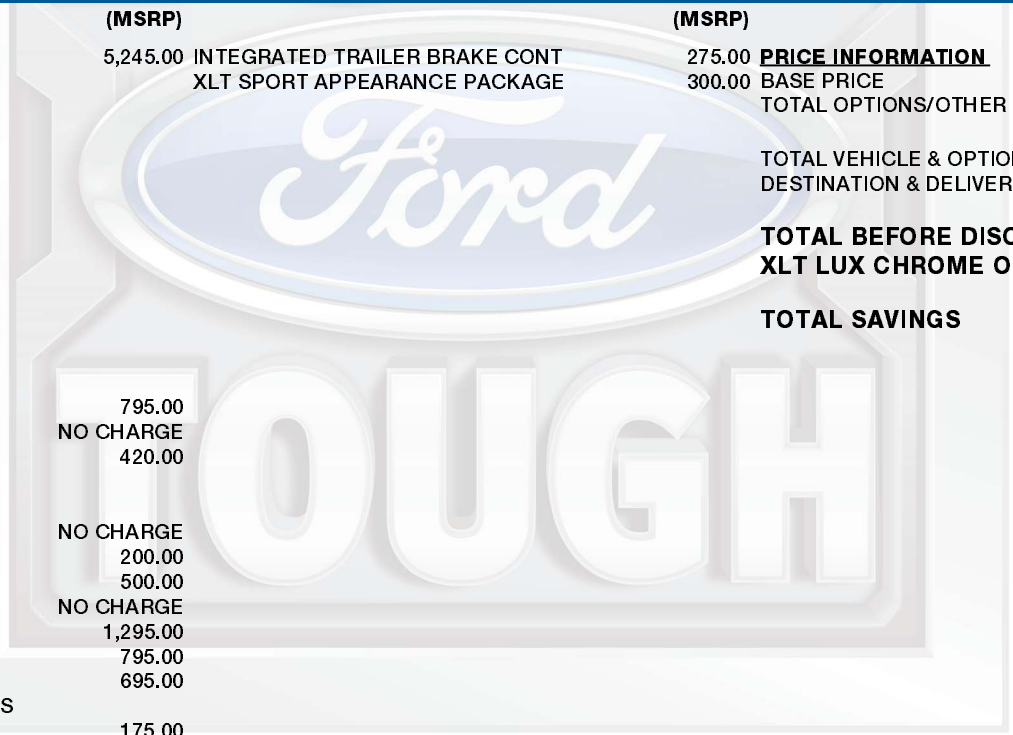 (MSRP) (MSRP)
5,245.00 INTEGRATED TRAILER BRAKE CONT 275.00 PRICE INFORMATION
XLT SPORT APPEARANCE PACKAGE 300.00 BASE PRICE
TOTAL OPTIONS/OTHER
TOTAL VEHICLE & OPTIO
DESTINATION & DELIVER
Ford
TOTAL BEFORE DISC
XLT LUX CHROME O
TOTAL SAVINGS
TOUGH
795.00
NO CHARGE
420.00
NO CHARGE
200.00
500.00
NO CHARGE
1,295.00
795.00
695.00
S
175.00